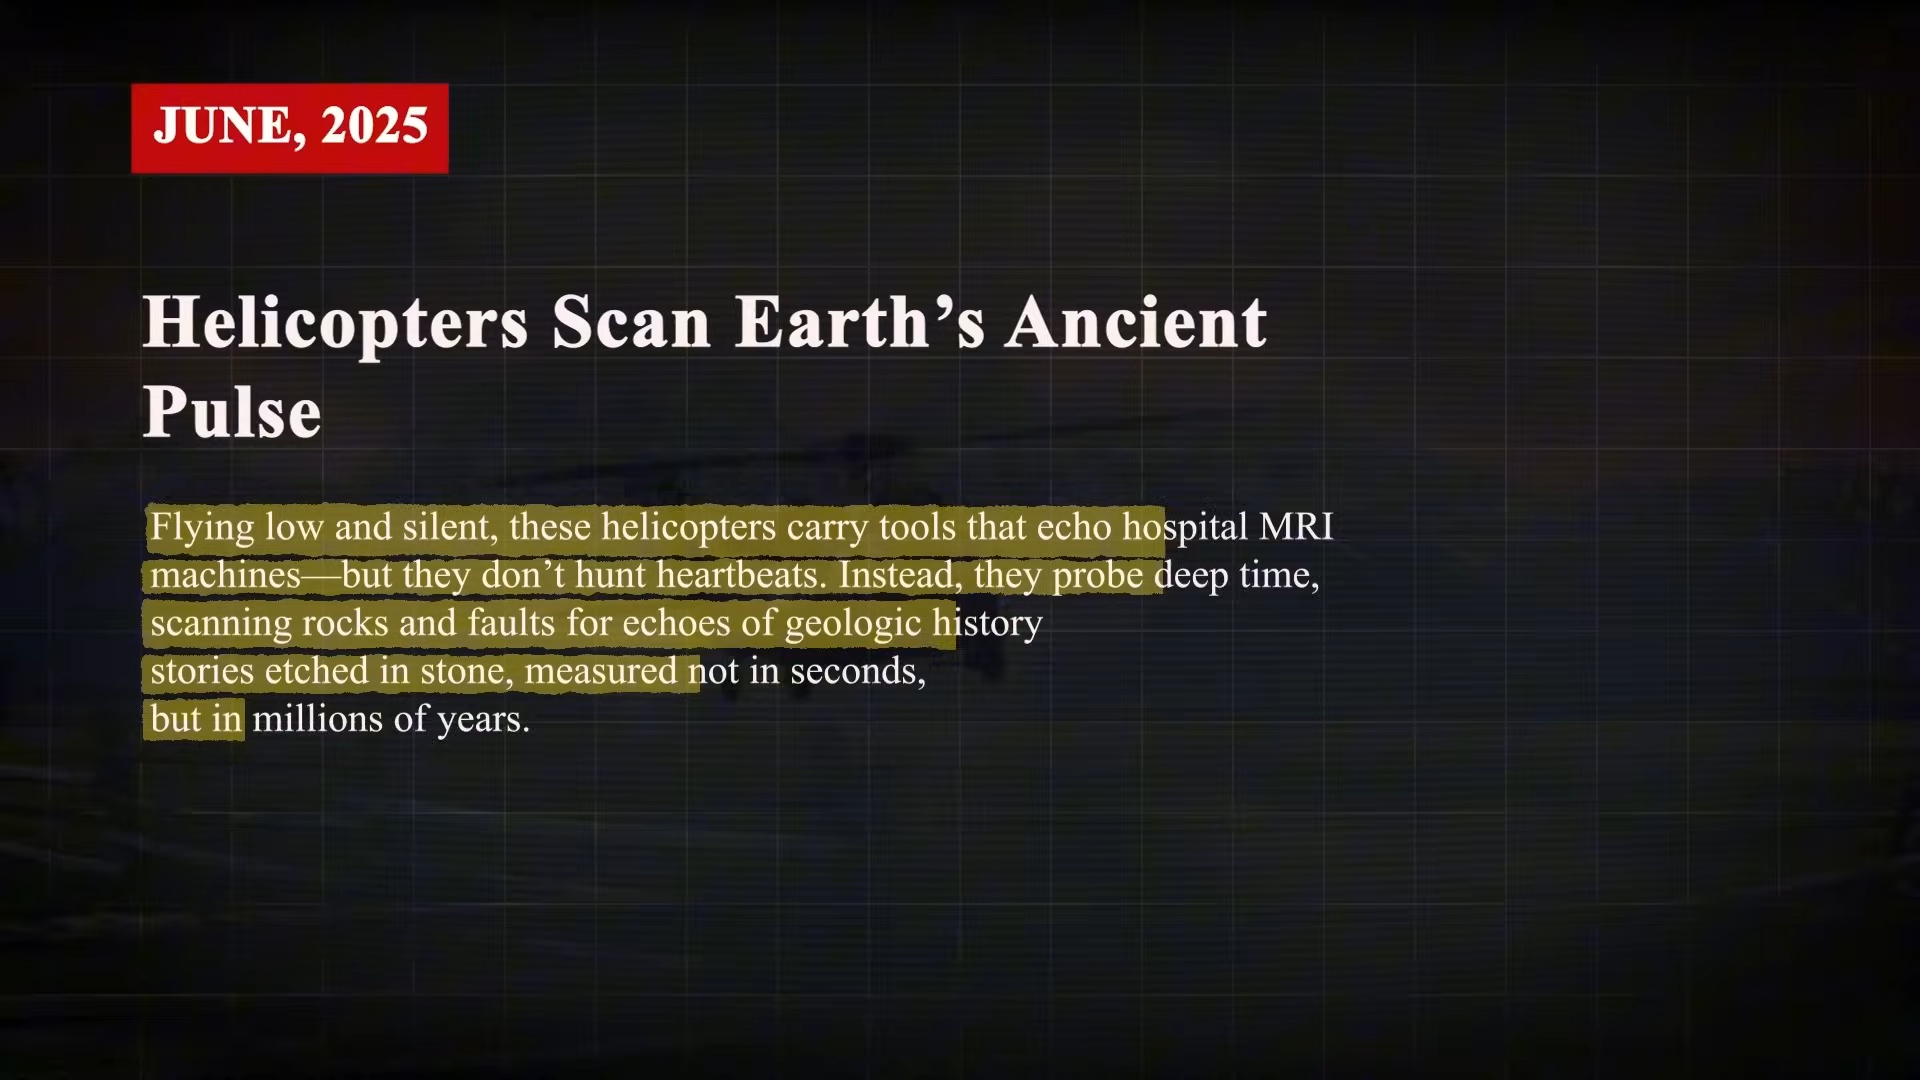 JUNE, 2025
Helicopters Scan Earth’s Ancient
Pulse
Flying low and silent, these helicopters carry tools that echo hospital MRI
machines—but they don’t hunt heartbeats. Instead, they probe deep time,
scanning rocks and faults for echoes of geologic history
stories etched in stone, measured not in seconds,
but in millions of years.